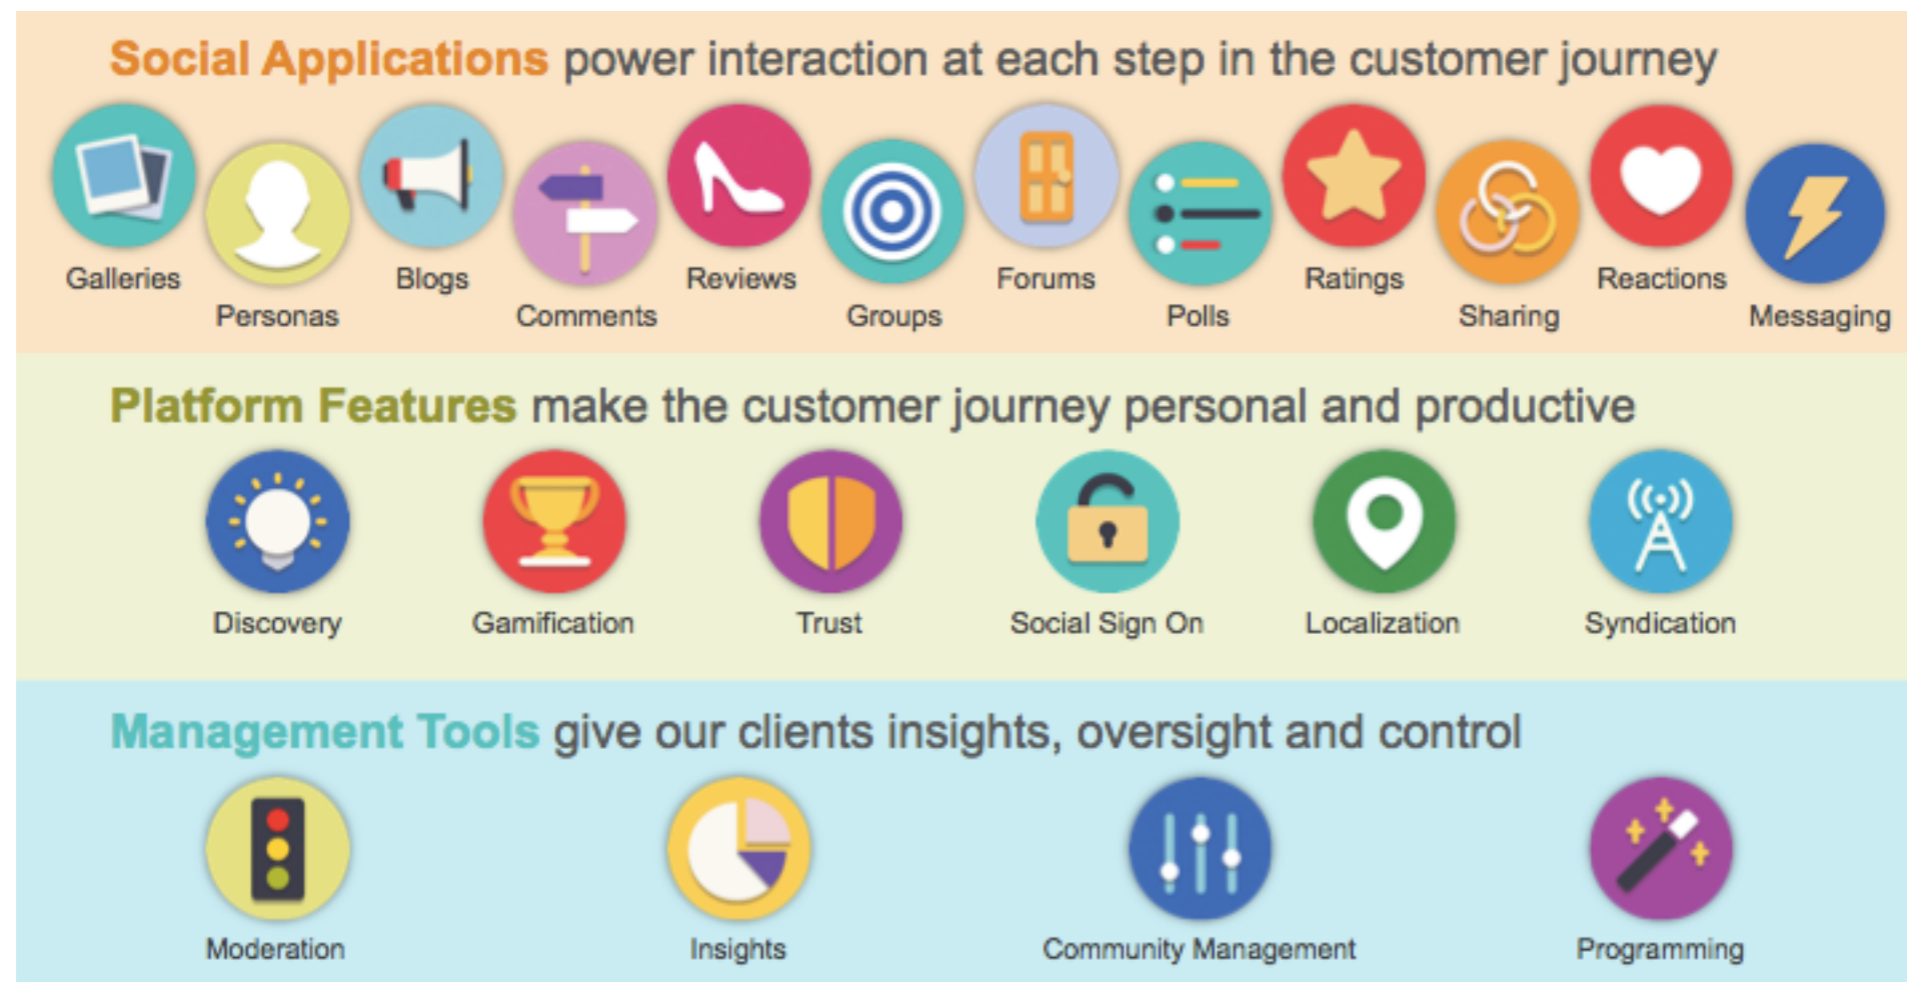 Social Applications power interaction at each step in the customer journey
Galleries
Personas
Blogs
Comments
Reviews
Groups
Forums
Polls
Ratings
Sharing
Reactions
Messaging
Platform Features make the customer journey personal and productive
Discovery
Gamification
Trust
Social Sign On
Localization
Syndication
Management Tools give our clients insights, oversight and control
Moderation
Insights
Community Management
Programming